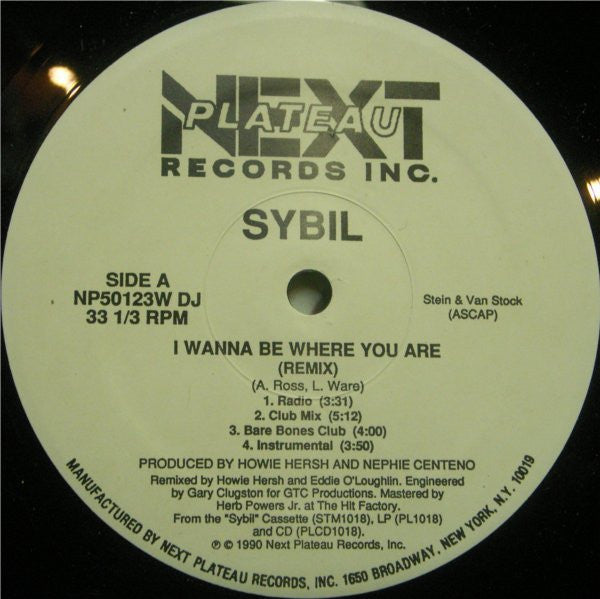 NEXT
PLATEAU
RECORDS INC.
SYBIL
SIDE A
NP50123W DJ
33 1/3 RPM
Stein & Van Stock
(ASCAP)
I WANNA BE WHERE YOU ARE
(REMIX)
(A. Ross, L. Ware)
1. Radio (3:31)
2. Club Mix (5:12)
3. Bare Bones Club (4:00)
4. Instrumental (3:50)
PRODUCED BY HOWIE HERSH AND NEPHIE CENTENO
Remixed by Howie Hersh and Eddie O'Loughlin. Engineered
by Gary Clugston for GTC Productions. Mastered by
Herb Powers Jr. at The Hit Factory.
From the "Sybil" Cassette (STM1018), LP (PL1018)
and CD (PLCD1018).
℗ © 1990 Next Plateau Records, Inc.
MANUFACTURED BY NEXT PLATEAU RECORDS, INC. 1650 BROADWAY, NEW YORK, N.Y. 10019